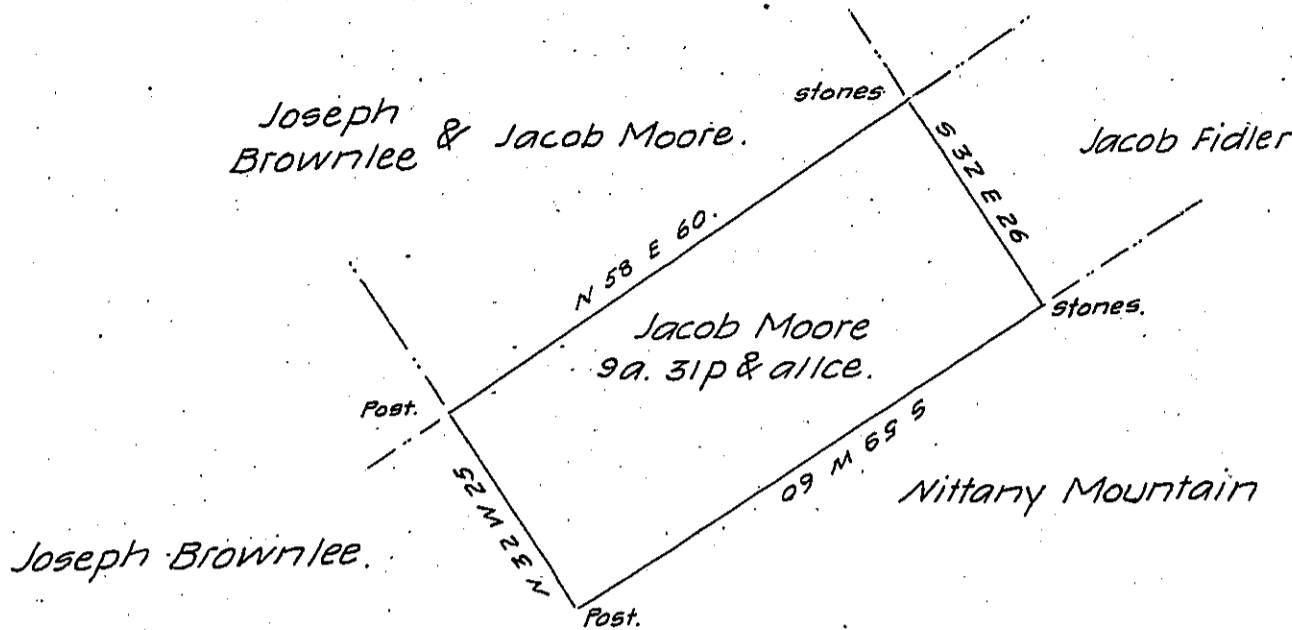 stones
Joseph
Brownlee & Jacob Moore.
S 32 E 26
Jacob Fidler
N 58 E 60.
stones.
Jacob Moore
9a. 31p & allce.
Post.
S 59 W 60
N 32 W 25
Nittany Mountain
Joseph Brownlee.
Post.